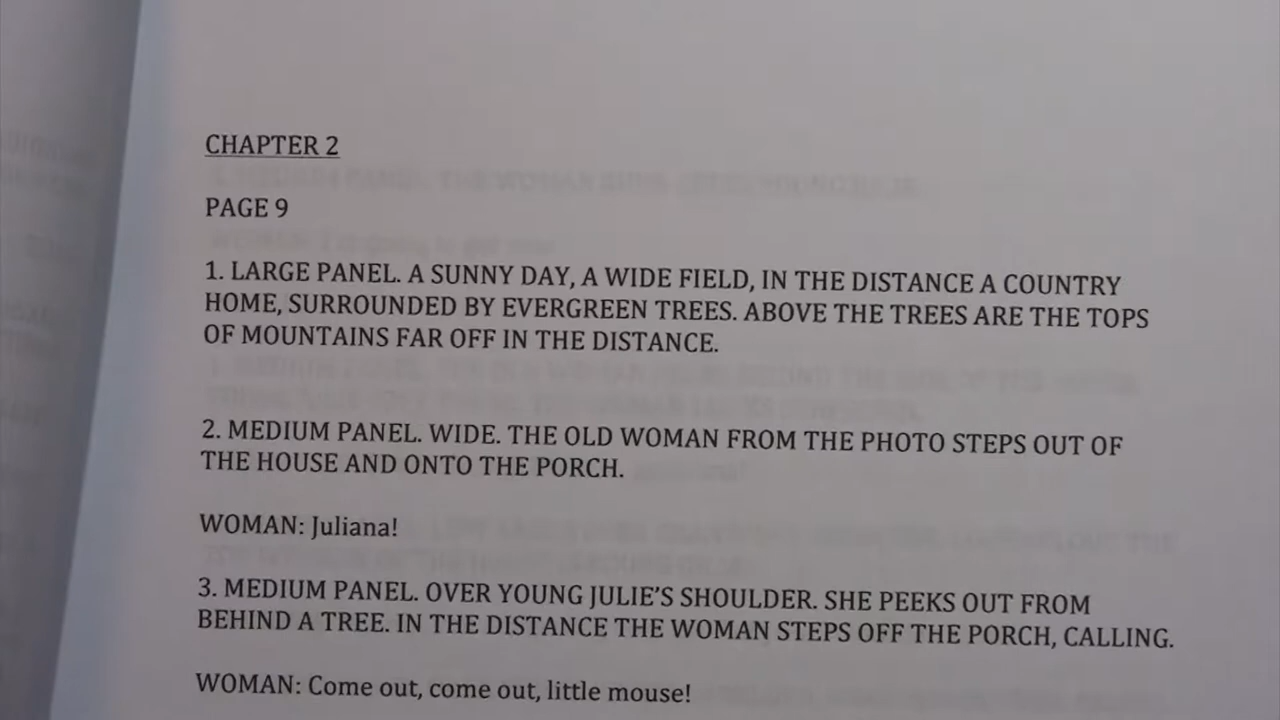 CHAPTER 2
PAGE 9
1. LARGE PANEL. A SUNNY DAY, A WIDE FIELD, IN THE DISTANCE A COUNTRY
HOME, SURROUNDED BY EVERGREEN TREES. ABOVE THE TREES ARE THE TOPS
OF MOUNTAINS FAR OFF IN THE DISTANCE.
2. MEDIUM PANEL. WIDE. THE OLD WOMAN FROM THE PHOTO STEPS OUT OF
THE HOUSE AND ONTO THE PORCH.
WOMAN: Juliana!
3. MEDIUM PANEL. OVER YOUNG JULIE'S SHOULDER. SHE PEEKS OUT FROM
BEHIND A TREE. IN THE DISTANCE THE WOMAN STEPS OFF THE PORCH, CALLING.
WOMAN: Come out, come out, little mouse!